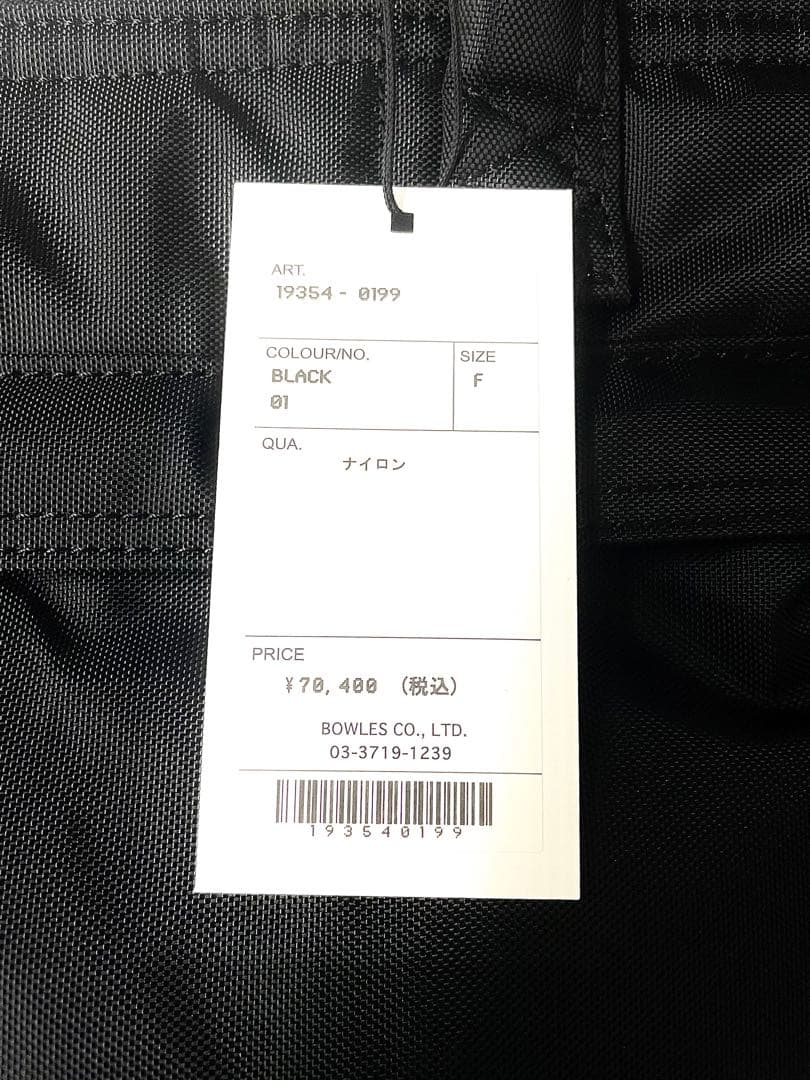 ART.
19354 - 0199
COLOUR/NO.
BLACK
01
SIZE
F
QUA.
ナイロン
PRICE
¥70,400 (税込)
BOWLES CO., LTD.
03-3719-1239
193540199